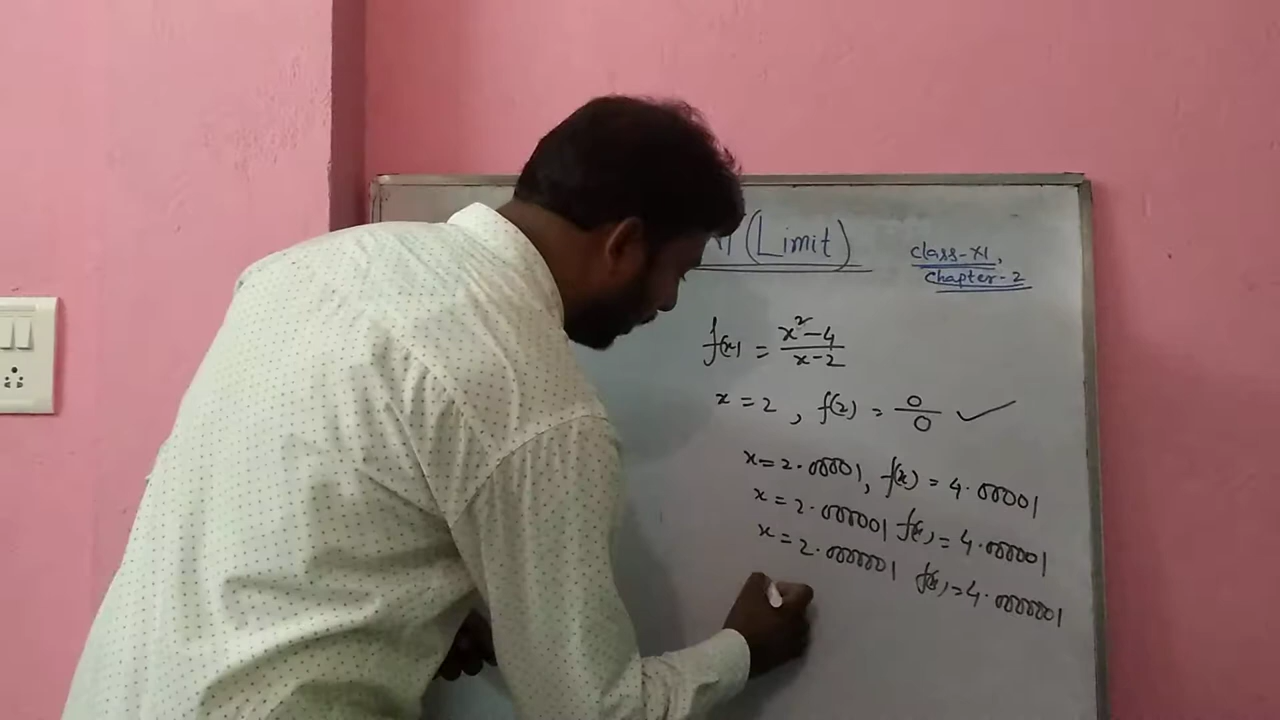 (Limit)
class-XI,
Chapter-2
f(x) = x²-4 / x-2
x = 2, f(2) = 0/0 ✓
x = 2.00001, f(x) = 4.00001
x = 2.000001 f(x) = 4.000001
x = 2.0000001 f(x) = 4.0000001